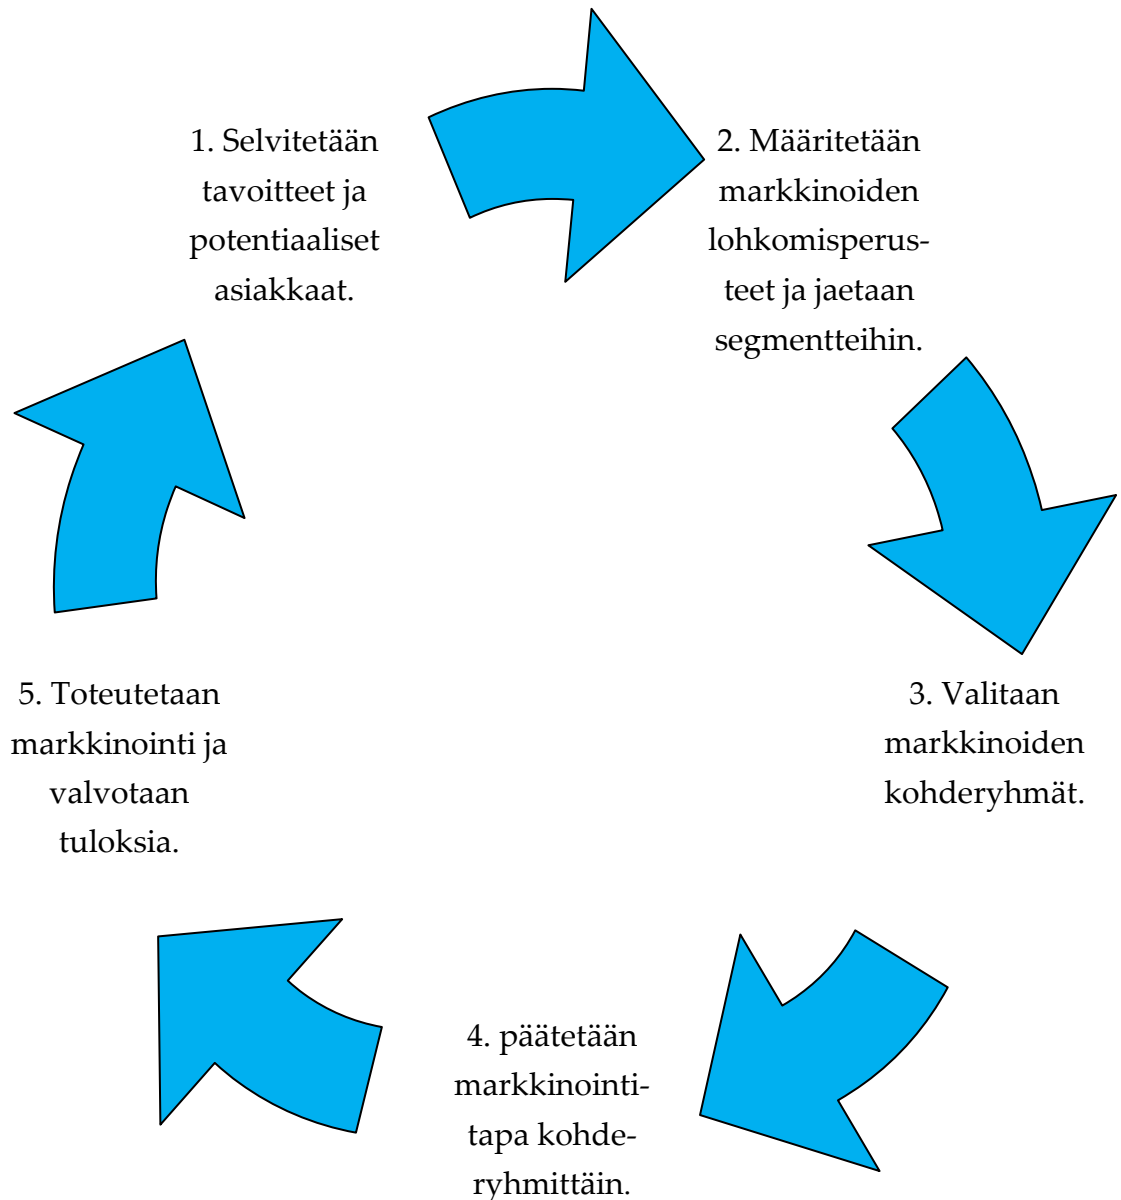 1. Selvitetään
tavoitteet ja
potentiaaliset
asiakkaat.
2. Määritetään
markkinoiden
lohkomisperus-
teet ja jaetaan
segmentteihin.
3. Valitaan
markkinoiden
kohderyhmät.
4. päätetään
markkinointi-
tapa kohde-
ryhmittäin.
5. Toteutetaan
markkinointi ja
valvotaan
tuloksia.